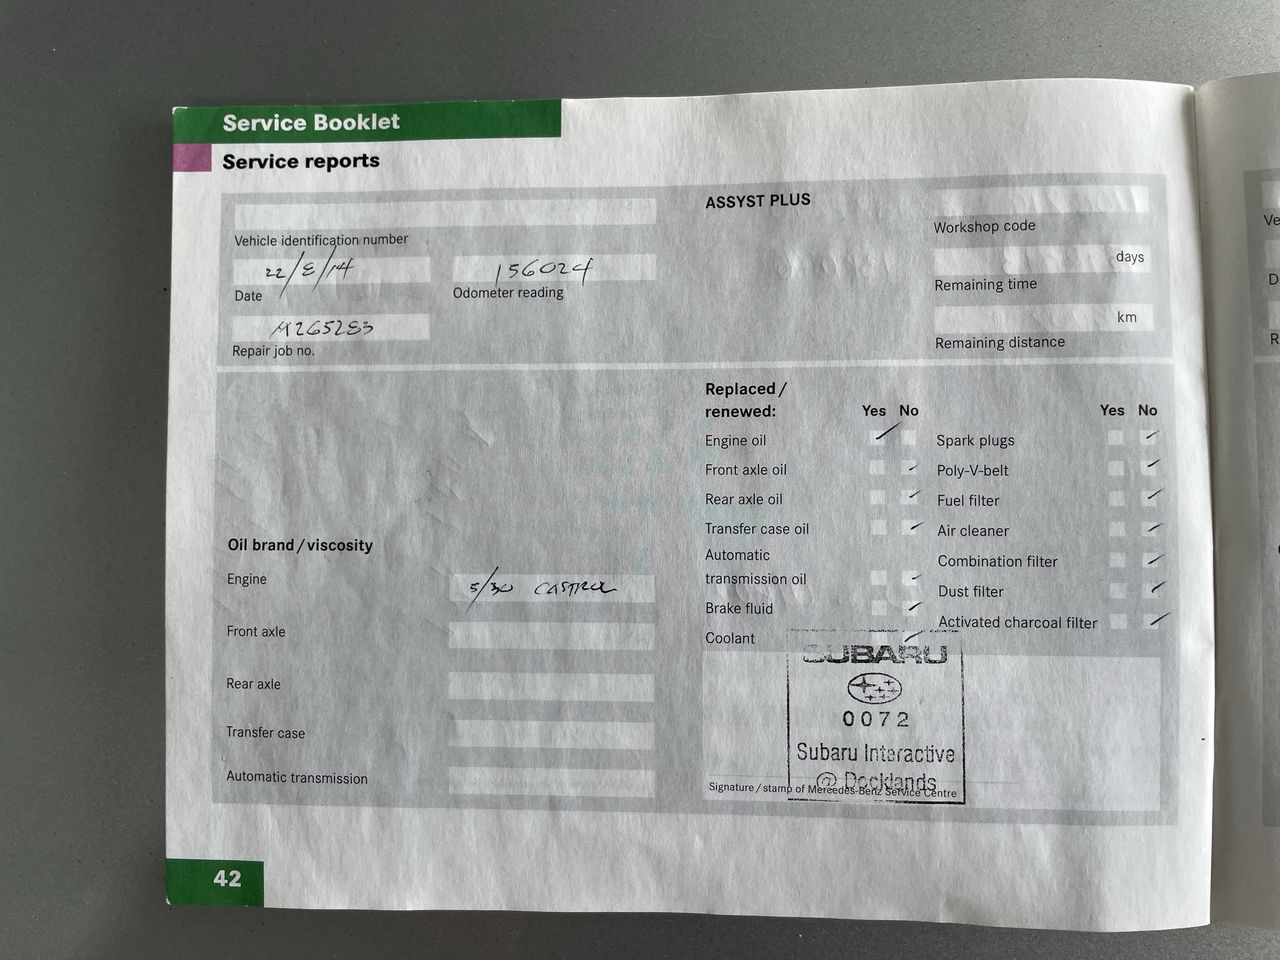 Service Booklet
Service reports
Vehicle identification number
22/8/14
Date
156024
Odometer reading
M265283
Repair job no.
ASSYST PLUS
Workshop code
days
Remaining time
km
Remaining distance
Oil brand / viscosity
Engine
5/30 CASTROL
Front axle
Rear axle
Transfer case
Automatic transmission
Replaced /
renewed:
Yes No
Engine oil
Front axle oil
Rear axle oil
Transfer case oil
Automatic
transmission oil
Brake fluid
Coolant
Yes No
Spark plugs
Poly-V-belt
Fuel filter
Air cleaner
Combination filter
Dust filter
Activated charcoal filter
SUBARU
0072
Subaru Interactive
@ Docklands
Signature / stamp of Mercedes-Benz Service Centre
42
Ve
D
R